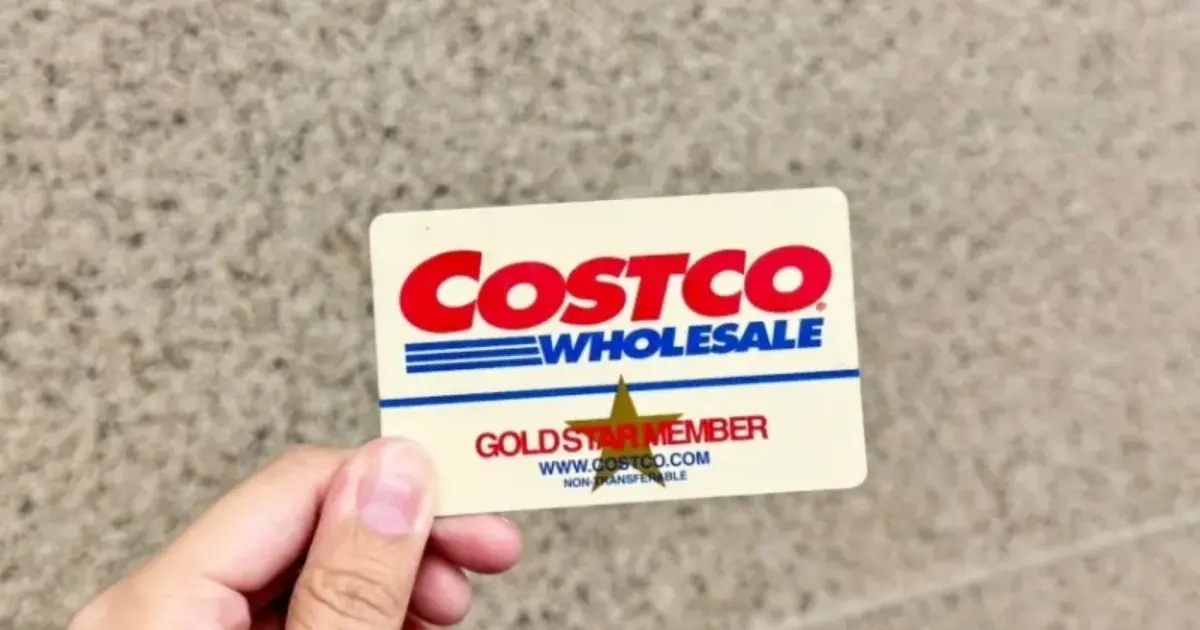 COSTCO
WHOLESALE
GOLD STAR MEMBER
WWW.COSTCO.COM
NON-TRANSFERABLE